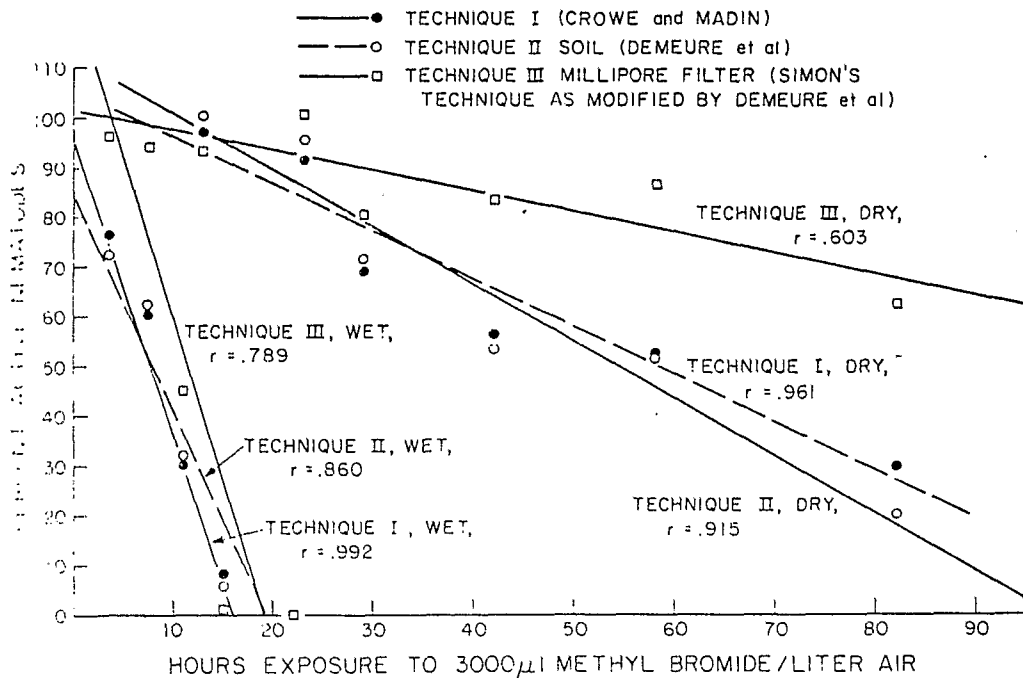 TECHNIQUE I (CROWE and MADIN)
TECHNIQUE II SOIL (DEMEURE et al)
TECHNIQUE III MILLIPORE FILTER (SIMON'S
TECHNIQUE AS MODIFIED BY DEMEURE et al)
110
100
90
80
70
60
50
40
30
20
10
0
NEMATODES
TECHNIQUE III, DRY,
r = .603
TECHNIQUE III, WET,
r = .789
TECHNIQUE I, DRY,
r = .961
TECHNIQUE II, WET,
r = .860
TECHNIQUE II, DRY,
r = .915
TECHNIQUE I, WET,
r = .992
10 20 30 40 50 60 70 80 90
HOURS EXPOSURE TO 3000µl METHYL BROMIDE/LITER AIR